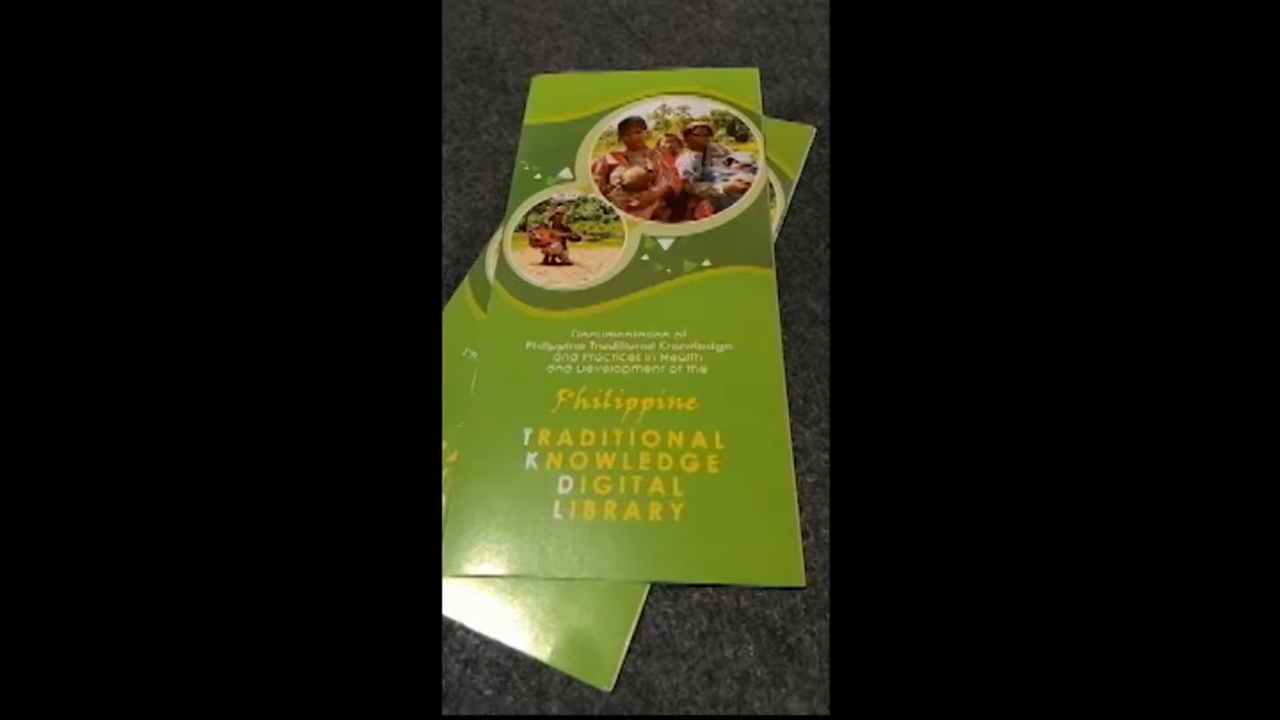 Documentation of
Philippine Traditional Knowledge
and Practices in Health
and Development of the
Philippine
TRADITIONAL
KNOWLEDGE
DIGITAL
LIBRARY